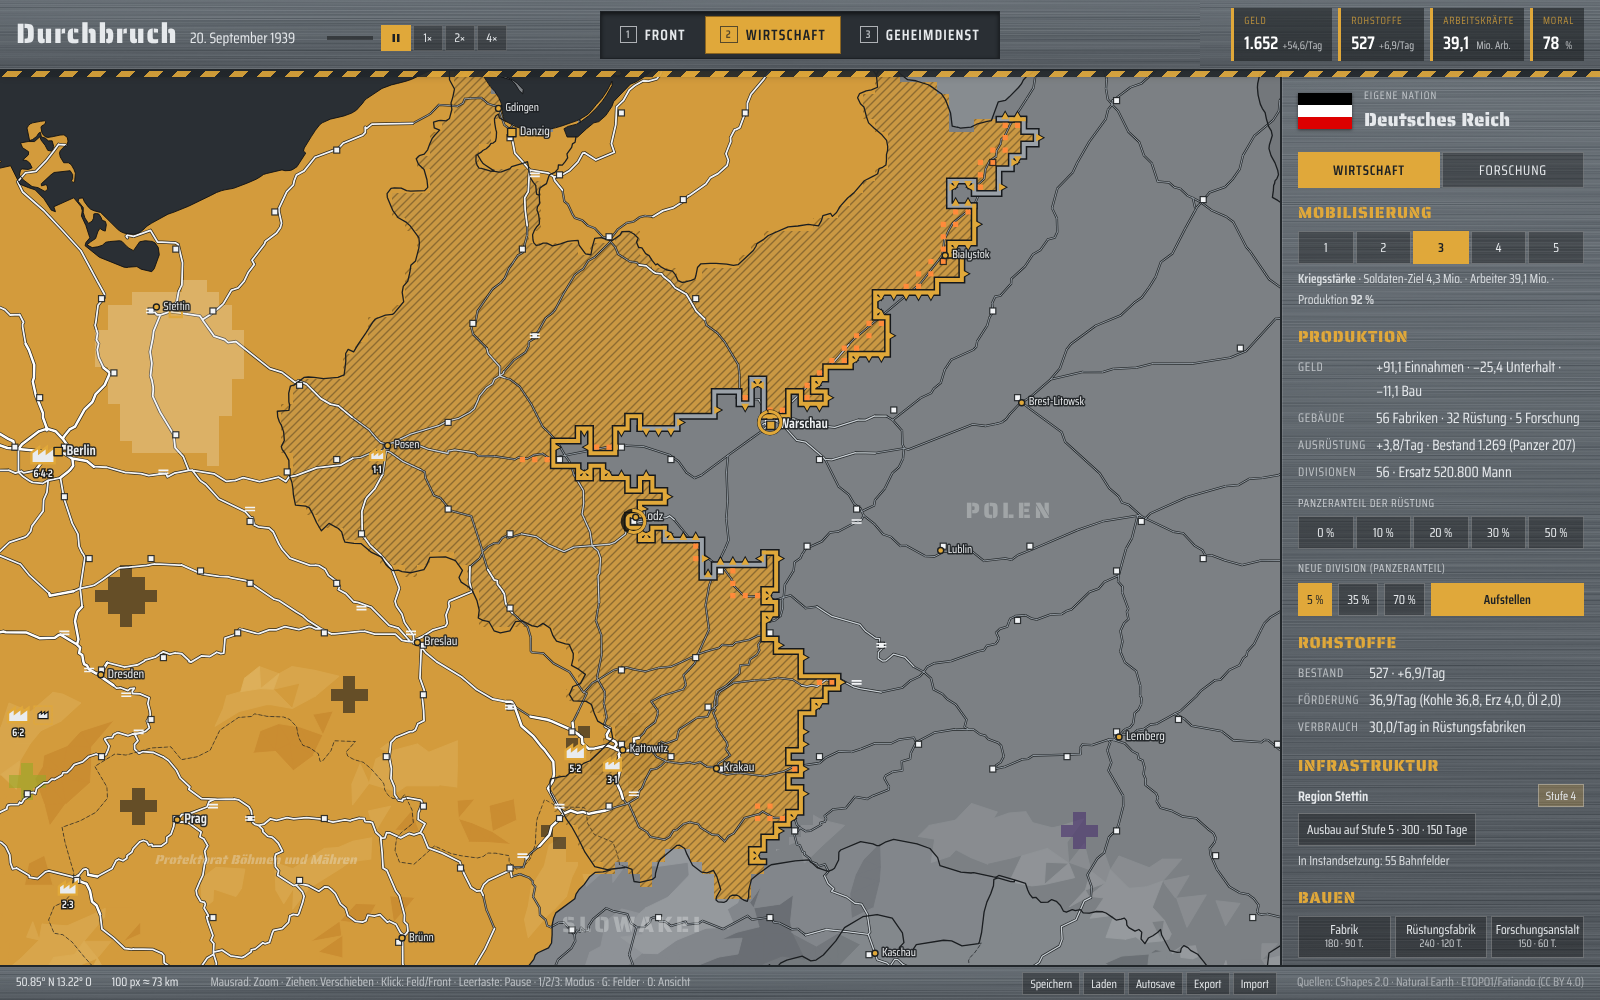 Durchbruch
20. September 1939
1×
2×
4×
1 FRONT
2 WIRTSCHAFT
3 GEHEIMDIENST
GELD
1.652 +54,6/Tag
ROHSTOFFE
527 +6,9/Tag
ARBEITSKRÄFTE
39,1 Mio. Arb.
MORAL
78 %
Gdingen
Danzig
Stettin
Bialystok
Berlin
6·4·2
Posen
1·1
Warschau
Brest-Litowsk
Lodz
POLEN
Lublin
Breslau
Dresden
6·2
Kattowitz
5·2
3·1
Krakau
Lemberg
Prag
Protektorat Böhmen und Mähren
2·3
SLOWAKEI
Brünn
Kaschau
EIGENE NATION
Deutsches Reich
WIRTSCHAFT
FORSCHUNG
MOBILISIERUNG
1
2
3
4
5
Kriegsstärke · Soldaten-Ziel 4,3 Mio. · Arbeiter 39,1 Mio. ·
Produktion 92 %
PRODUKTION
GELD +91,1 Einnahmen · −25,4 Unterhalt ·
−11,1 Bau
GEBÄUDE 56 Fabriken · 32 Rüstung · 5 Forschung
AUSRÜSTUNG +3,8/Tag · Bestand 1.269 (Panzer 207)
DIVISIONEN 56 · Ersatz 520.800 Mann
PANZERANTEIL DER RÜSTUNG
0 %
10 %
20 %
30 %
50 %
NEUE DIVISION (PANZERANTEIL)
5 %
35 %
70 %
Aufstellen
ROHSTOFFE
BESTAND 527 · +6,9/Tag
FÖRDERUNG 36,9/Tag (Kohle 36,8, Erz 4,0, Öl 2,0)
VERBRAUCH 30,0/Tag in Rüstungsfabriken
INFRASTRUKTUR
Region Stettin
Stufe 4
Ausbau auf Stufe 5 · 300 · 150 Tage
In Instandsetzung: 55 Bahnfelder
BAUEN
Fabrik
180 · 90 T.
Rüstungsfabrik
240 · 120 T.
Forschungsanstalt
150 · 60 T.
50.85° N 13.22° O
100 px ≈ 73 km
Mausrad: Zoom · Ziehen: Verschieben · Klick: Feld/Front · Leertaste: Pause · 1/2/3: Modus · G: Felder · O: Ansicht
Speichern
Laden
Autosave
Export
Import
Quellen: CShapes 2.0 · Natural Earth · ETOPO1/Fatiando (CC BY 4.0)